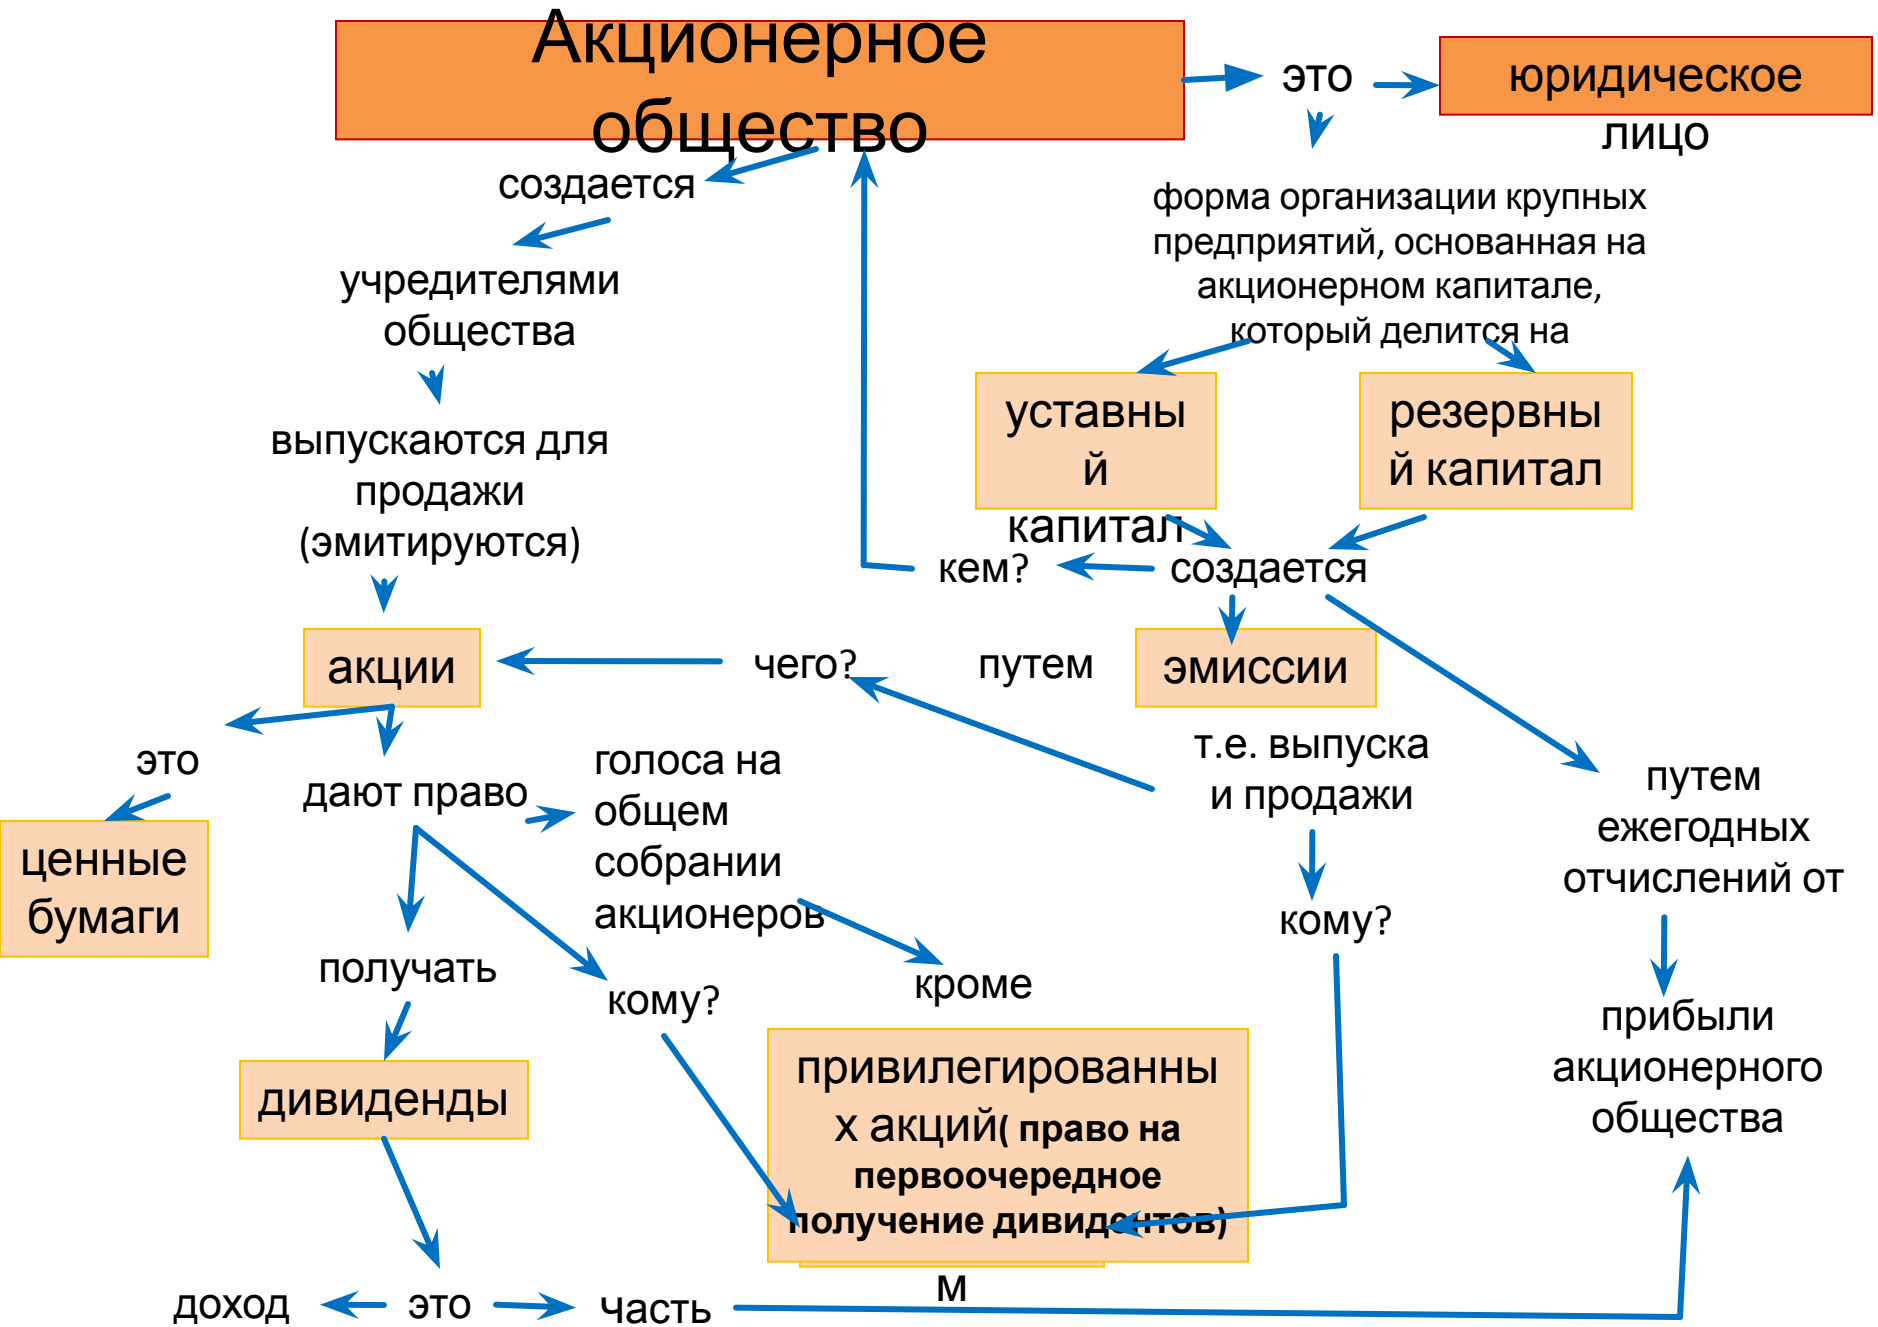 Акционерное
общество
это
юридическое
лицо
создается
форма организации крупных
предприятий, основанная на
акционерном капитале,
который делится на
учредителями
общества
уставны
й
капитал
резервны
й капитал
выпускаются для
продажи
(эмитируются)
кем?
создается
акции
чего?
путем
эмиссии
это
дают право
голоса на
общем
собрании
акционеров
т.е. выпуска
и продажи
путем
ежегодных
отчислений от
ценные
бумаги
кому?
получать
кому?
кроме
прибыли
акционерного
общества
дивиденды
привилегированны
х акций( право на
первоочередное
получение дивидентов)
м
доход
это
часть